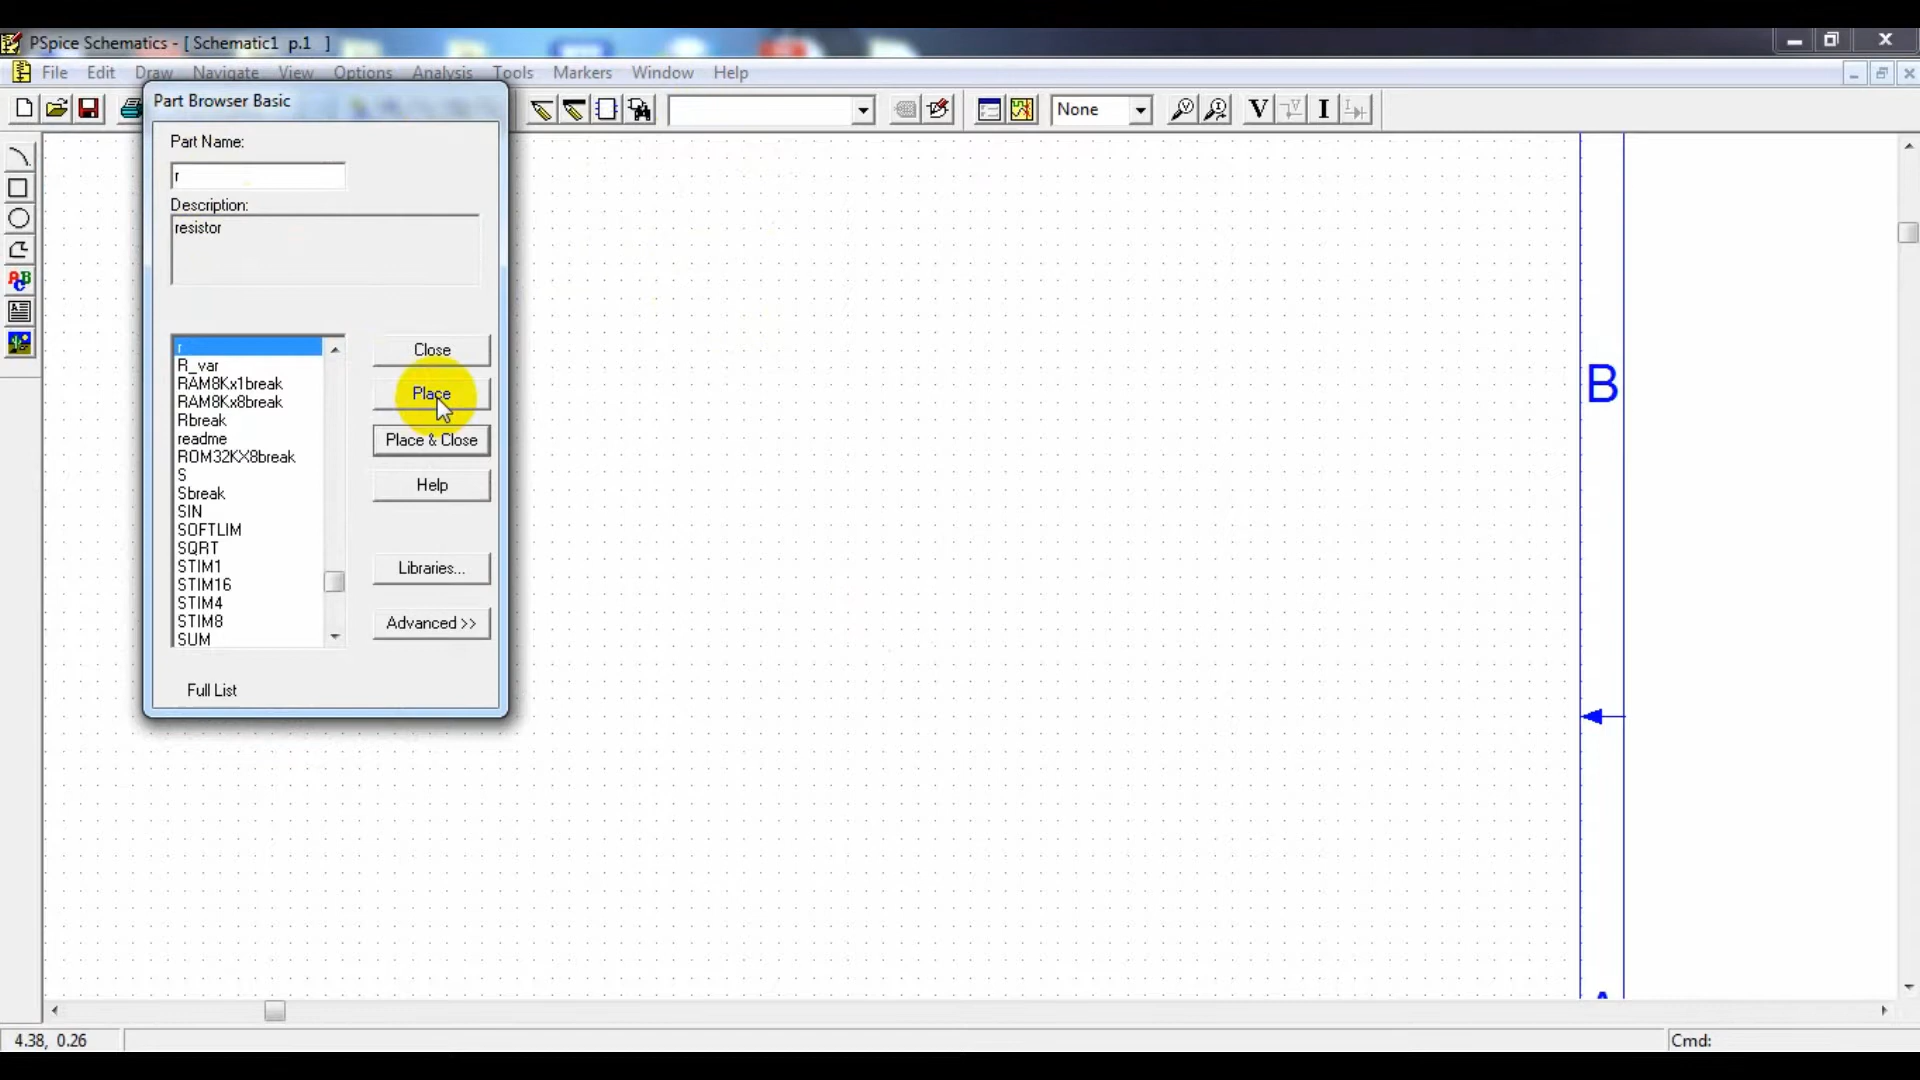 PSpice Schematics - [ Schematic1 p.1 ]
File Edit Draw Navigate View Options Analysis Tools Markers Window Help
Part Browser Basic
None
V
I
Part Name:
r
Description:
resistor
ABC
r
R_var
RAM8Kx1break
RAM8Kx8break
Rbreak
readme
ROM32KX8break
S
Sbreak
SIN
SOFTLIM
SQRT
STIM1
STIM16
STIM4
STIM8
SUM
Close
Place
Place & Close
Help
Libraries...
Advanced >>
Full List
B
4.38, 0.26
Cmd: